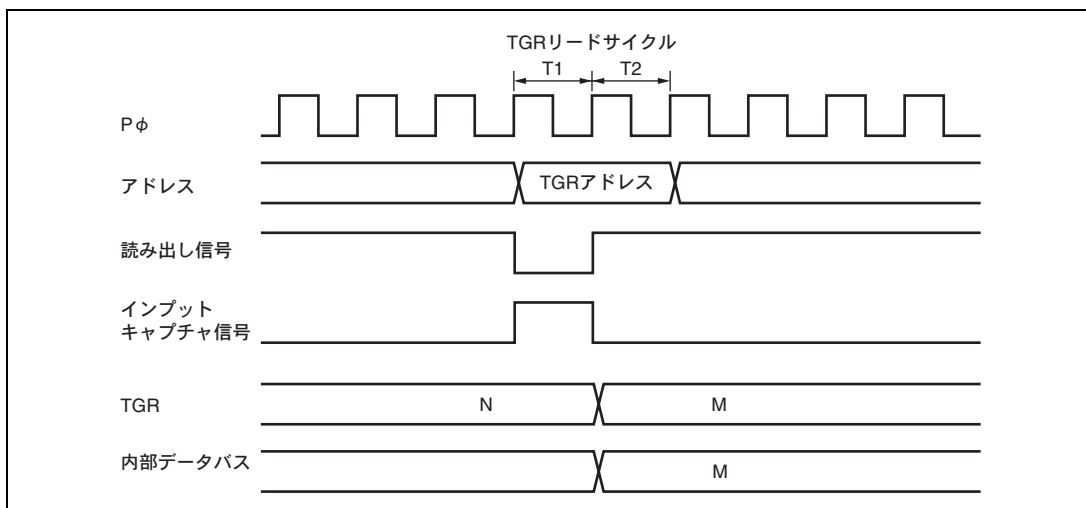 TGRリードサイクル
T1 T2
Pφ
アドレス TGRアドレス
読み出し信号
インプット
キャプチャ信号
TGR N M
内部データバス M